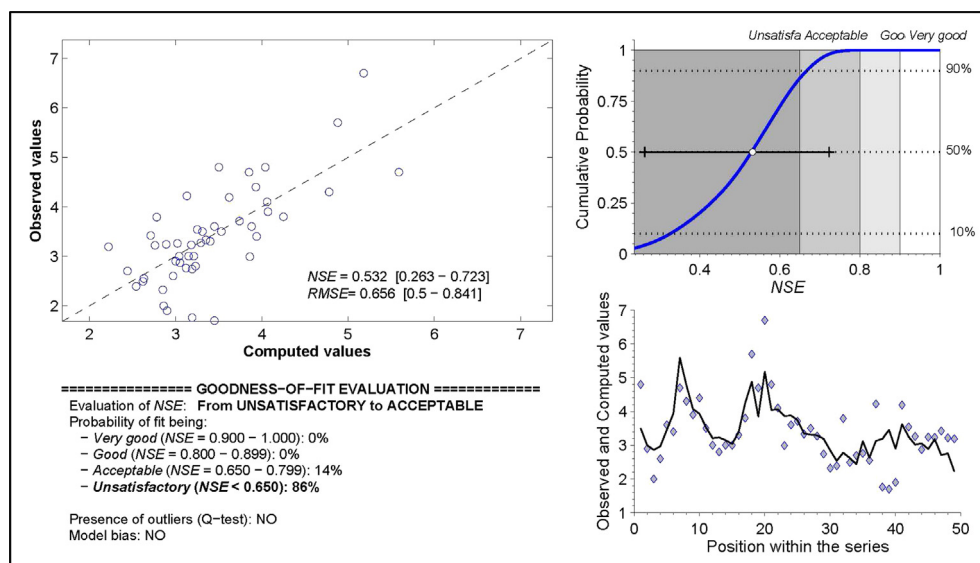 7
6
5
4
3
2
Observed values
NSE = 0.532 [0.263 − 0.723]
RMSE= 0.656 [0.5 − 0.841]
2 3 4 5 6 7
Computed values
Unsatisfa Acceptable Goo Very good
1
0.75
0.5
0.25
0
Cumulative Probability
90%
50%
10%
0.4 0.6 0.8 1
NSE
================ GOODNESS−OF−FIT EVALUATION =============
Evaluation of NSE: From UNSATISFACTORY to ACCEPTABLE
Probability of fit being:
− Very good (NSE = 0.900 − 1.000): 0%
− Good (NSE = 0.800 − 0.899): 0%
− Acceptable (NSE = 0.650 − 0.799): 14%
− Unsatisfactory (NSE < 0.650): 86%
Presence of outliers (Q−test): NO
Model bias: NO
Observed and Computed values
7
6
5
4
3
2
1
0 10 20 30 40 50
Position within the series